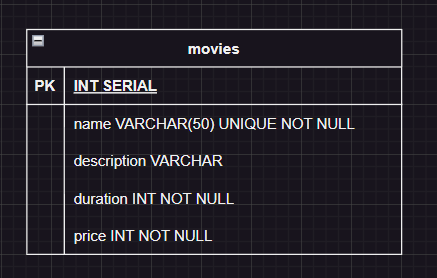 movies
PK INT SERIAL
name VARCHAR(50) UNIQUE NOT NULL
description VARCHAR
duration INT NOT NULL
price INT NOT NULL